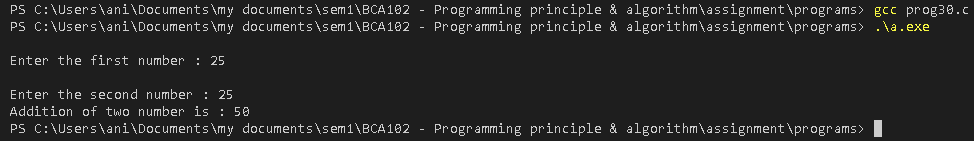 PS C:\Users\ani\Documents\my documents\sem1\BCA102 - Programming principle & algorithm\assignment\programs> gcc prog30.c
PS C:\Users\ani\Documents\my documents\sem1\BCA102 - Programming principle & algorithm\assignment\programs> .\a.exe
Enter the first number : 25
Enter the second number : 25
Addition of two number is : 50
PS C:\Users\ani\Documents\my documents\sem1\BCA102 - Programming principle & algorithm\assignment\programs>